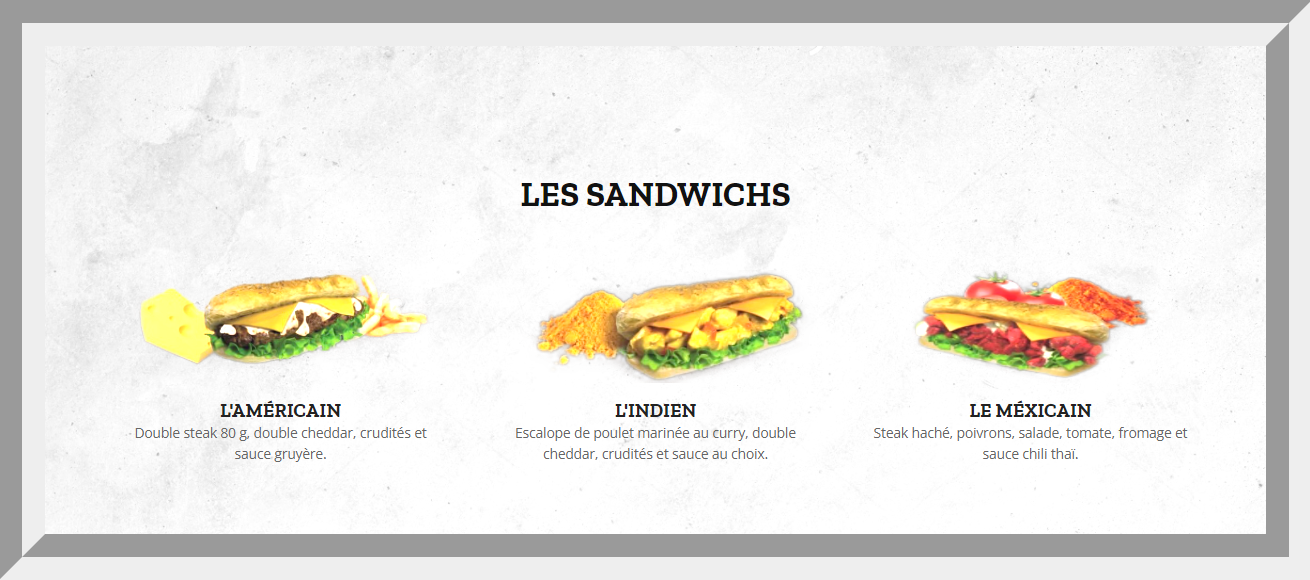 LES SANDWICHS
L'AMÉRICAIN
Double steak 80 g, double cheddar, crudités et
sauce gruyère.
L'INDIEN
Escalope de poulet marinée au curry, double
cheddar, crudités et sauce au choix.
LE MÉXICAIN
Steak haché, poivrons, salade, tomate, fromage et
sauce chili thaï.